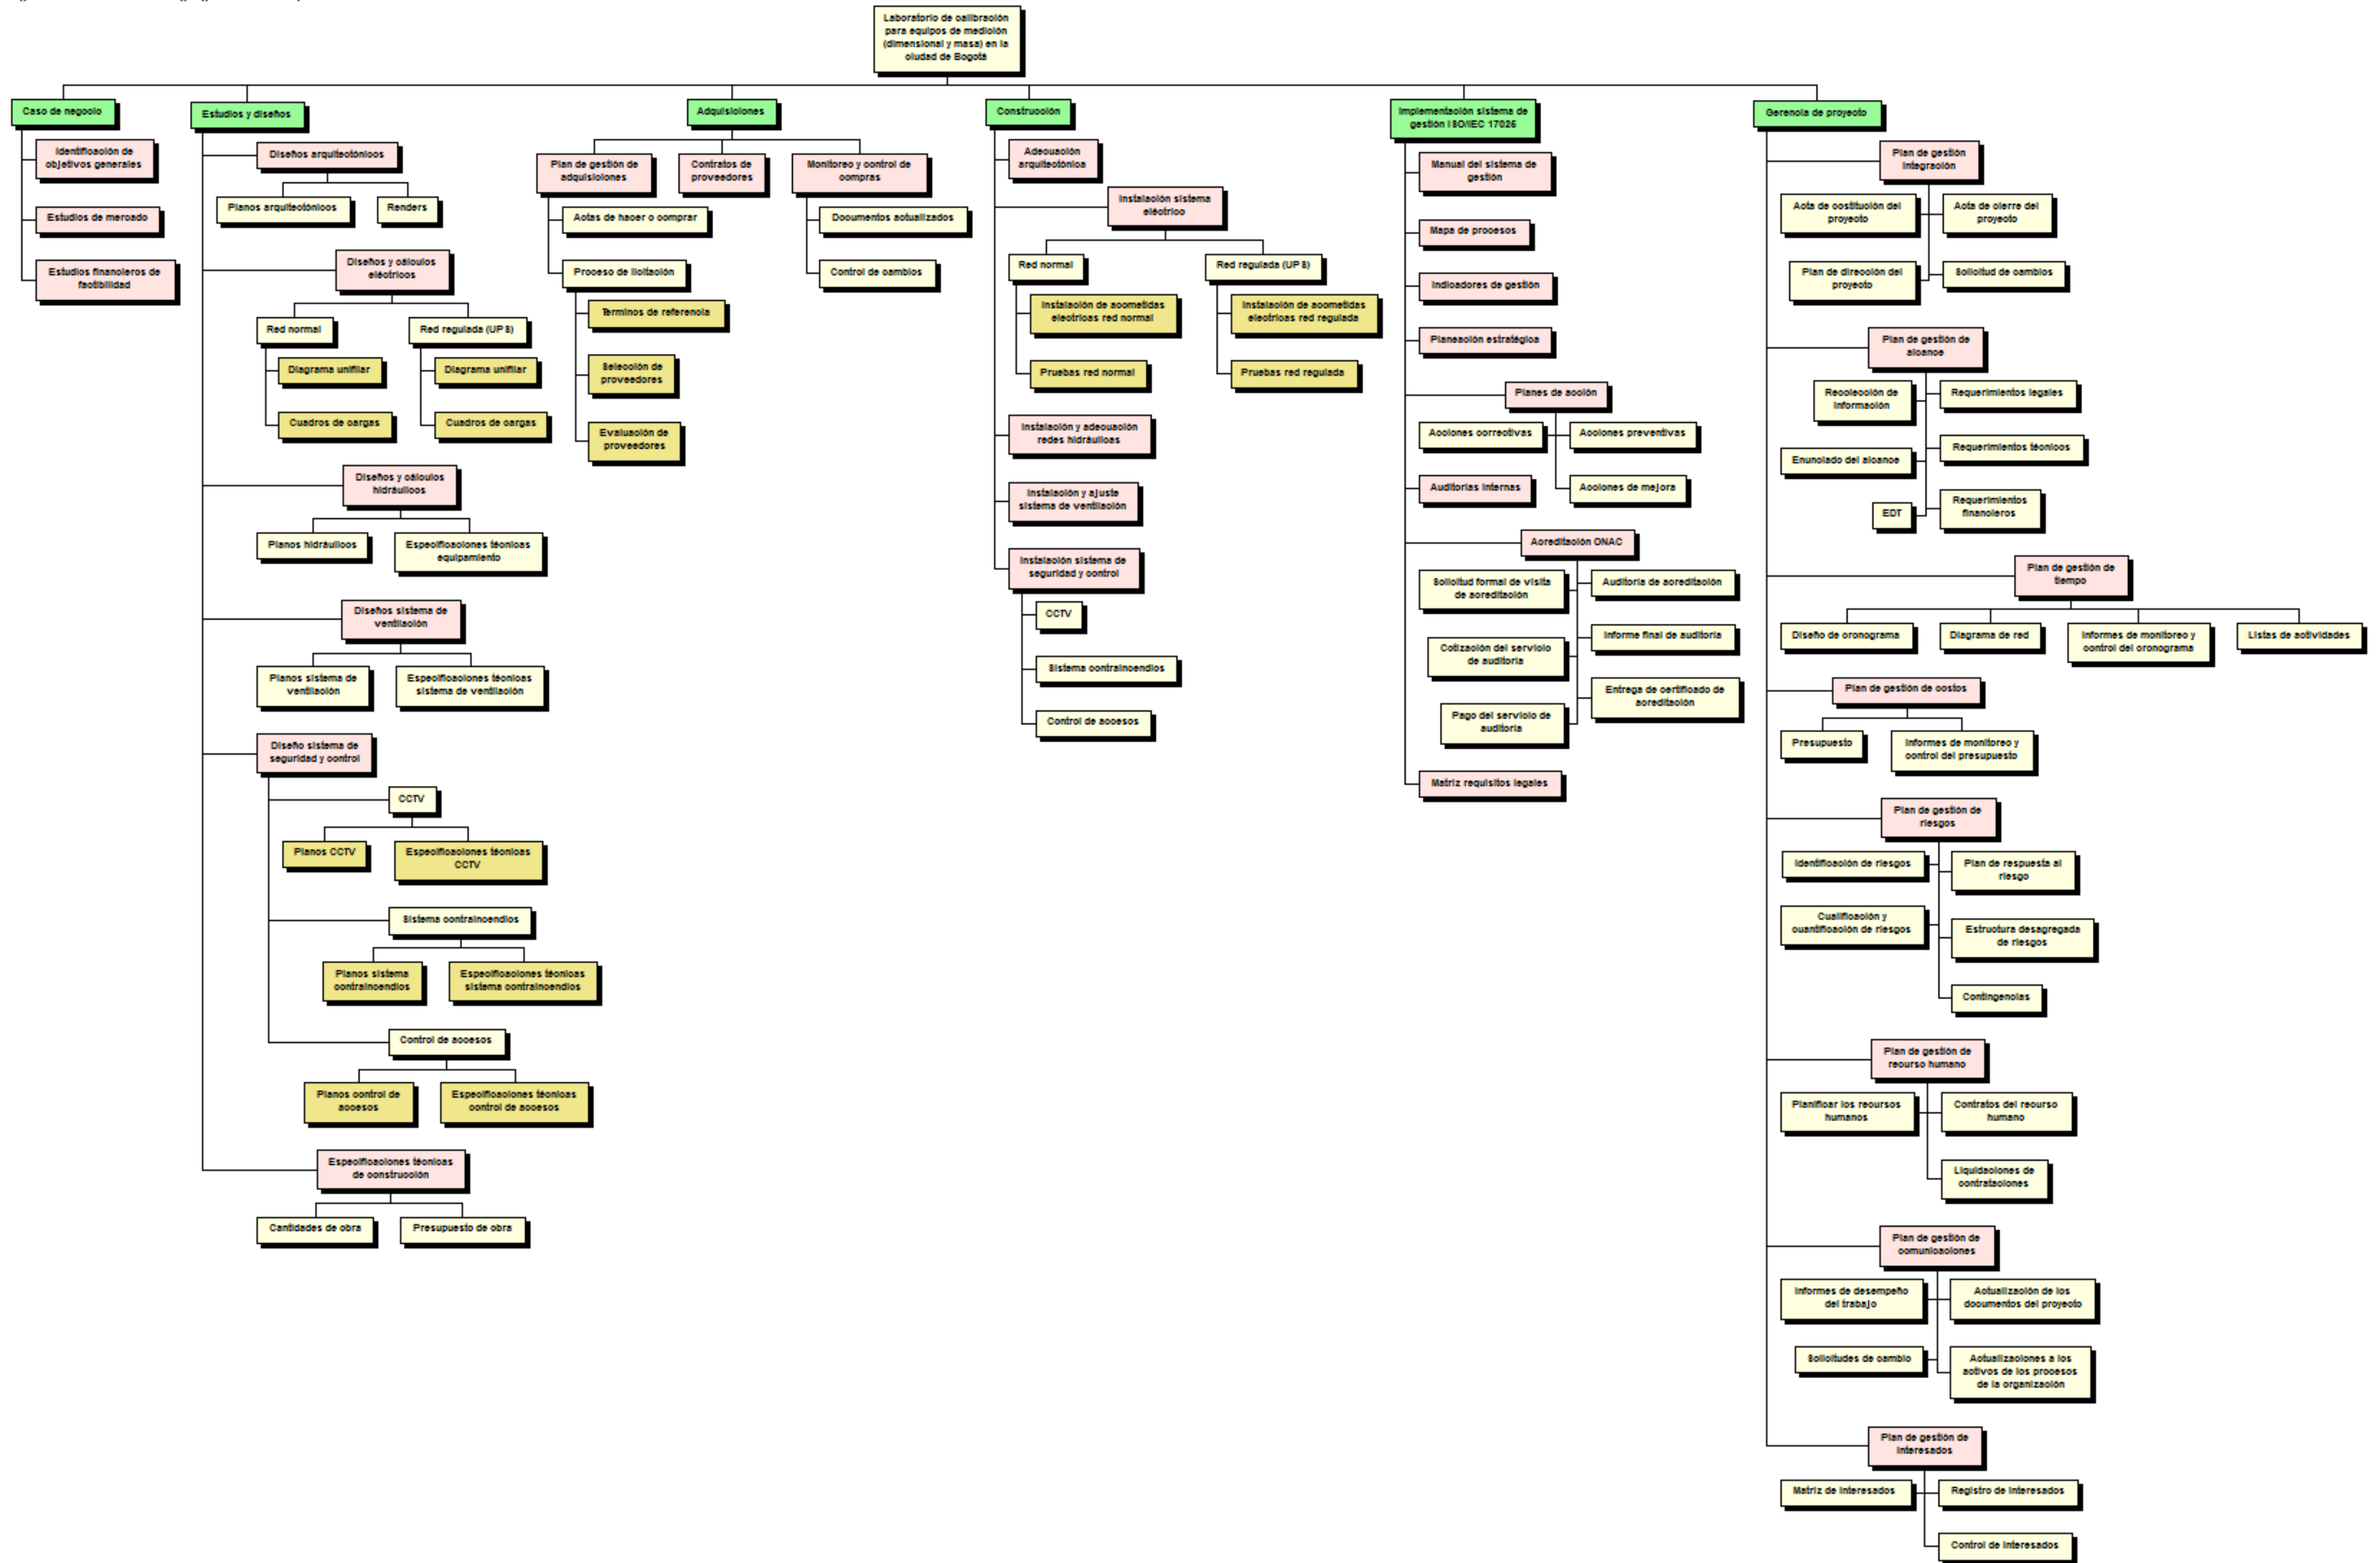 Laboratorio de calibración
para equipos de medición
(dimensional y masa) en la
ciudad de Bogotá
Caso de negocio
Identificación de
objetivos generales
Estudios de mercado
Estudios financieros de
factibilidad
Estudios y diseños
Diseños arquitectónicos
Planos arquitectónicos
Renders
Diseños y cálculos
eléctricos
Red normal
Diagrama unifilar
Cuadros de cargas
Red regulada (UPS)
Diagrama unifilar
Cuadros de cargas
Diseños y cálculos
hidráulicos
Planos hidráulicos
Especificaciones técnicas
equipamiento
Diseños sistema de
ventilación
Planos sistema de
ventilación
Especificaciones técnicas
sistema de ventilación
Diseño sistema de
seguridad y control
CCTV
Planos CCTV
Especificaciones técnicas
CCTV
Sistema contraincendios
Planos sistema
contraincendios
Especificaciones técnicas
sistema contraincendios
Control de accesos
Planos control de
accesos
Especificaciones técnicas
control de accesos
Especificaciones técnicas
de construcción
Cantidades de obra
Presupuesto de obra
Adquisiciones
Plan de gestión de
adquisiciones
Actas de hacer o comprar
Proceso de licitación
Terminos de referencia
Selección de
proveedores
Evaluación de
proveedores
Contratos de
proveedores
Monitoreo y control de
compras
Documentos actualizados
Control de cambios
Construcción
Adecuación
arquitectónica
Instalación sistema
eléctrico
Red normal
Instalación de acometidas
electricas red normal
Pruebas red normal
Red regulada (UPS)
Instalación de acometidas
electricas red regulada
Pruebas red regulada
Instalación y adecuación
redes hidráulicas
Instalación y ajuste
sistema de ventilación
Instalación sistema de
seguridad y control
CCTV
Sistema contraincendios
Control de accesos
Implementación sistema de
gestión ISO/IEC 17025
Manual del sistema de
gestión
Mapa de procesos
Indicadores de gestión
Planeación estratégica
Planes de acción
Acciones correctivas
Acciones preventivas
Acciones de mejora
Auditorias internas
Acreditación ONAC
Solicitud formal de visita
de acreditación
Auditoria de acreditación
Cotización del servicio
de auditoria
Informe final de auditoria
Pago del servicio de
auditoria
Entrega de certificado de
acreditación
Matriz requisitos legales
Gerencia de proyecto
Plan de gestión
integración
Acta de costitución del
proyecto
Acta de cierre del
proyecto
Plan de dirección del
proyecto
Solicitud de cambios
Plan de gestión de
alcance
Recolección de
información
Requerimientos legales
Enunciado del alcance
Requerimientos técnicos
EDT
Requerimientos
financieros
Plan de gestión de
tiempo
Diseño de cronograma
Diagrama de red
Informes de monitoreo y
control del cronograma
Listas de actividades
Plan de gestión de costos
Presupuesto
Informes de monitoreo y
control del presupuesto
Plan de gestión de
riesgos
Identificación de riesgos
Plan de respuesta al
riesgo
Cualificación y
cuantificación de riesgos
Estructura desagregada
de riesgos
Contingencias
Plan de gestión de
recurso humano
Planificar los recursos
humanos
Contratos del recurso
humano
Liquidaciones de
contrataciones
Plan de gestión de
comunicaciones
Informes de desempeño
del trabajo
Actualización de los
documentos del proyecto
Solicitudes de cambio
Actualizaciones a los
activos de los procesos
de la organización
Plan de gestión de
interesados
Matriz de interesados
Registro de interesados
Control de interesados